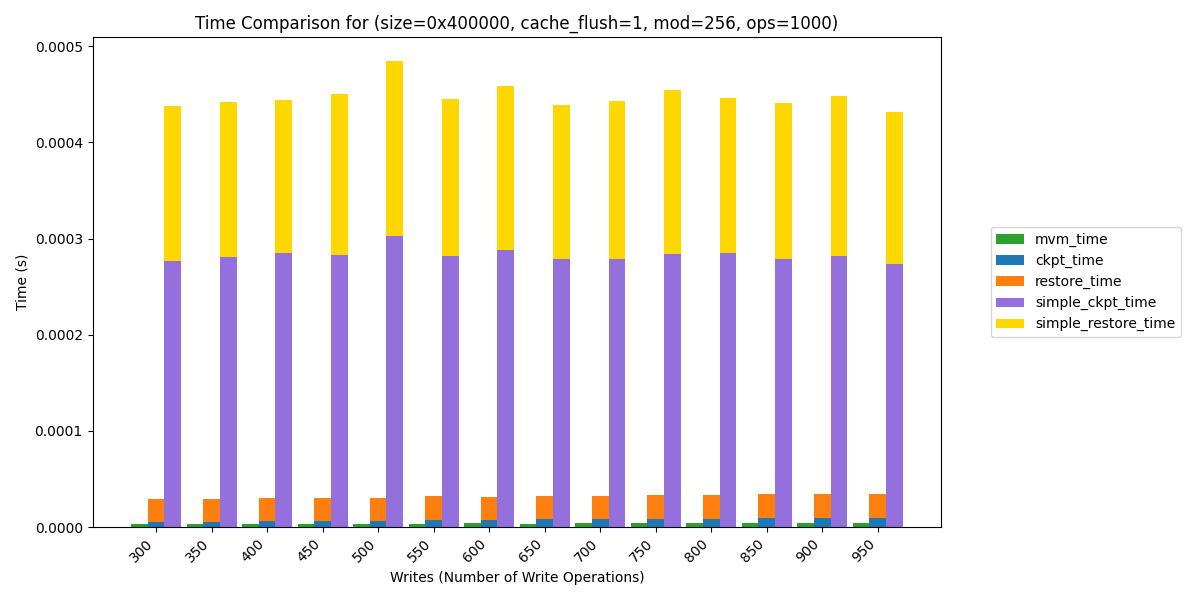 Time Comparison for (size=0x400000, cache_flush=1, mod=256, ops=1000)
Time (s)
0.0005
0.0004
0.0003
0.0002
0.0001
0.0000
300
350
400
450
500
550
600
650
700
750
800
850
900
950
Writes (Number of Write Operations)
mvm_time
ckpt_time
restore_time
simple_ckpt_time
simple_restore_time